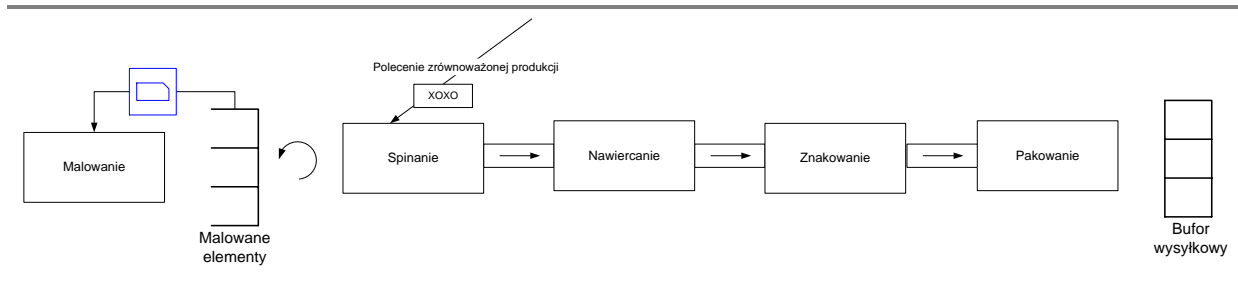 Polecenie zrównoważonej produkcji
XOXO
Malowanie
Spinanie
Nawiercanie
Znakowanie
Pakowanie
Malowane
elementy
Bufor
wysyłkowy